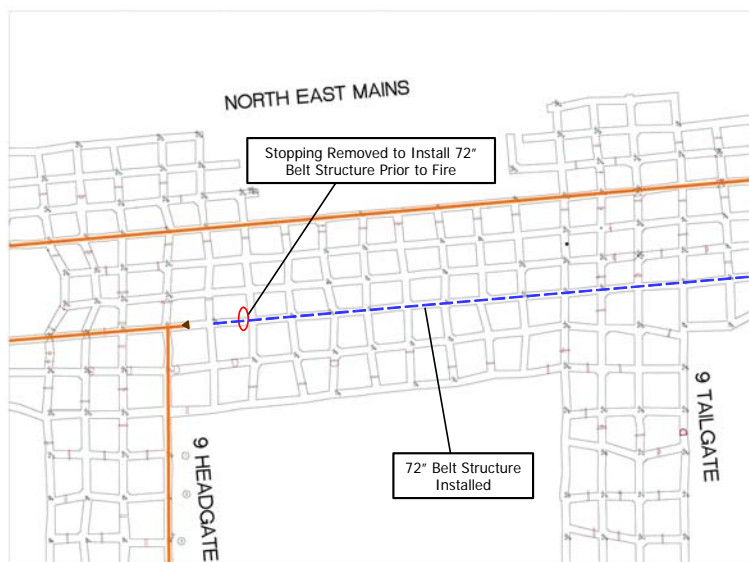 NORTH EAST MAINS
Stopping Removed to Install 72"
Belt Structure Prior to Fire
9 HEADGATE
72" Belt Structure
Installed
9 TAILGATE